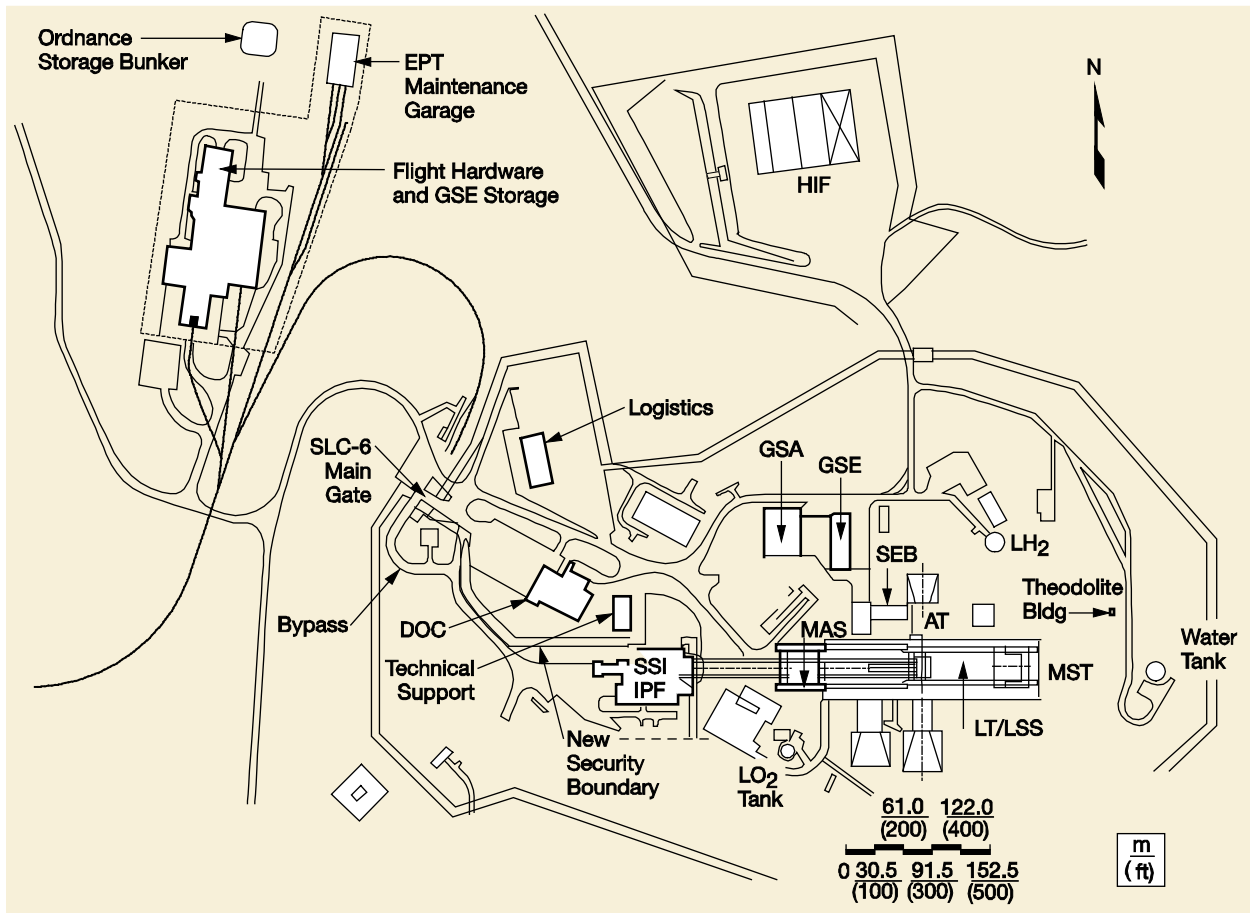 Ordnance
Storage Bunker
EPT
Maintenance
Garage
N
Flight Hardware
and GSE Storage
HIF
Logistics
SLC-6
Main
Gate
GSA
GSE
LH2
SEB
Theodolite
Bldg
Bypass
DOC
Technical
Support
MAS
AT
Water
Tank
SSI
IPF
MST
LT/LSS
New
Security
Boundary
LO2
Tank
61.0 122.0
(200) (400)
0 30.5 91.5 152.5
(100) (300) (500)
m
(ft)